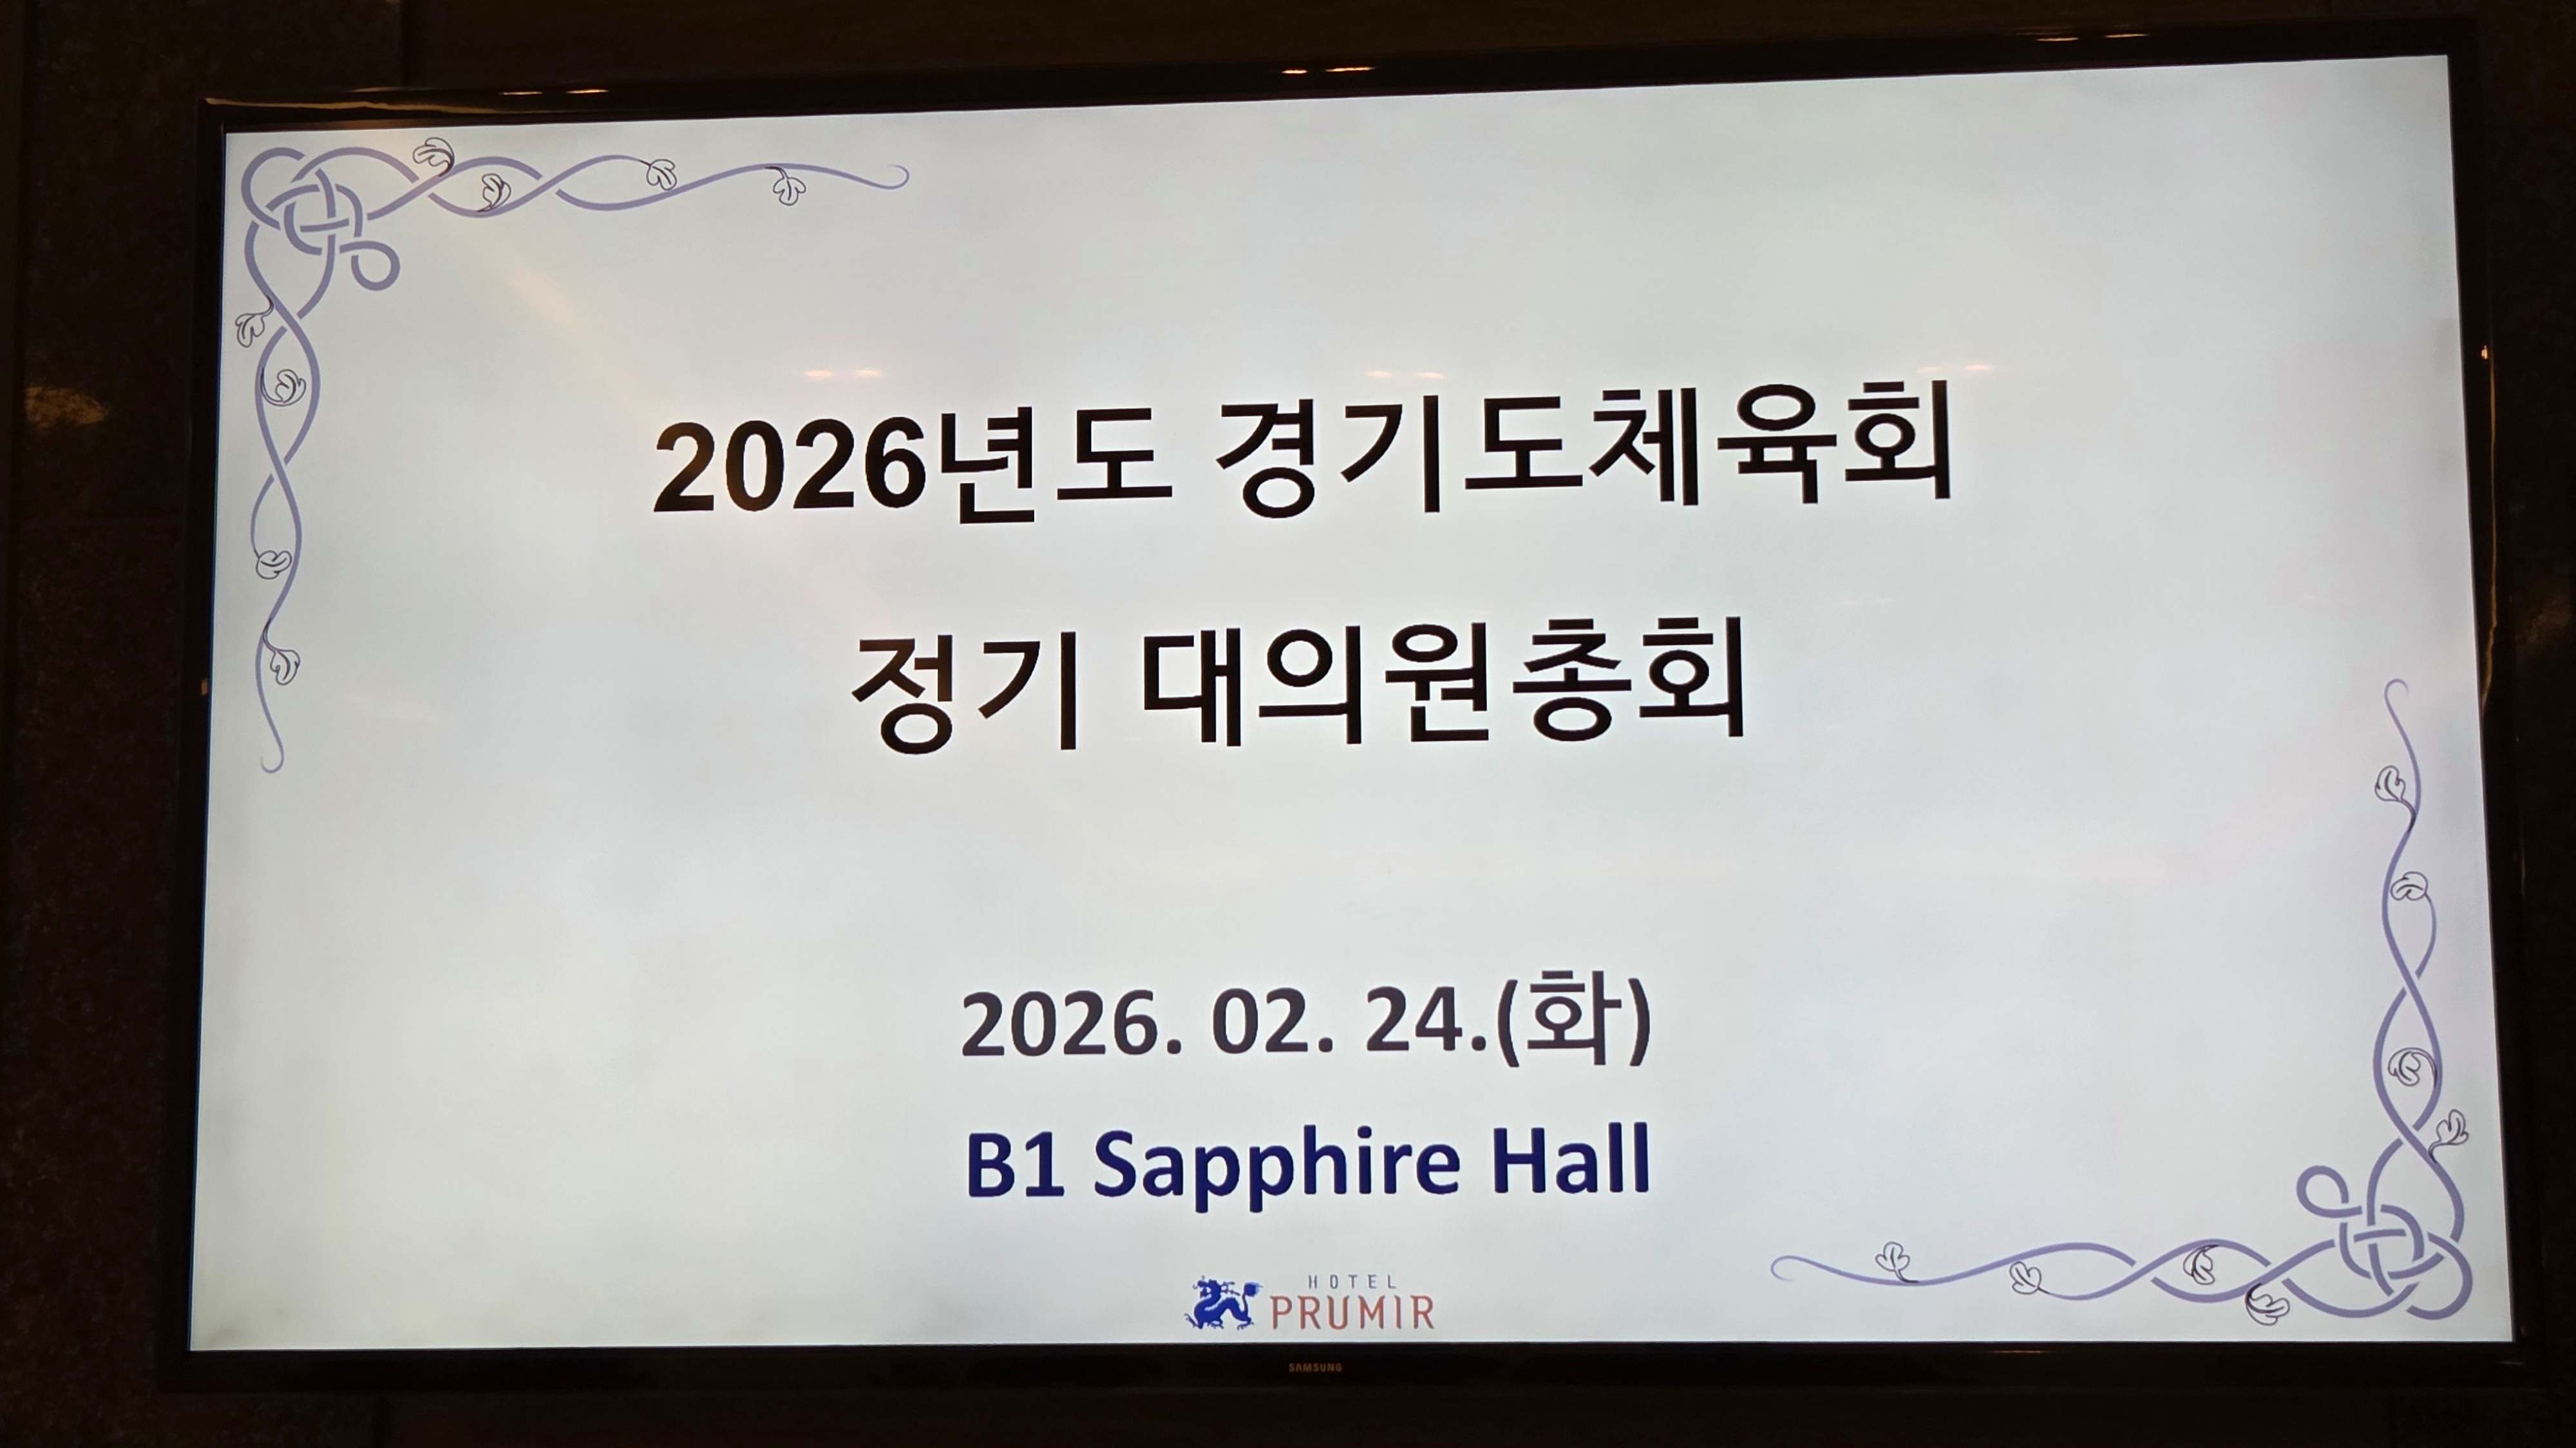 2026년도 경기도체육회
정기 대의원총회
2026. 02. 24.(화)
B1 Sapphire Hall
HOTEL
PRUMIR
SAMSUNG